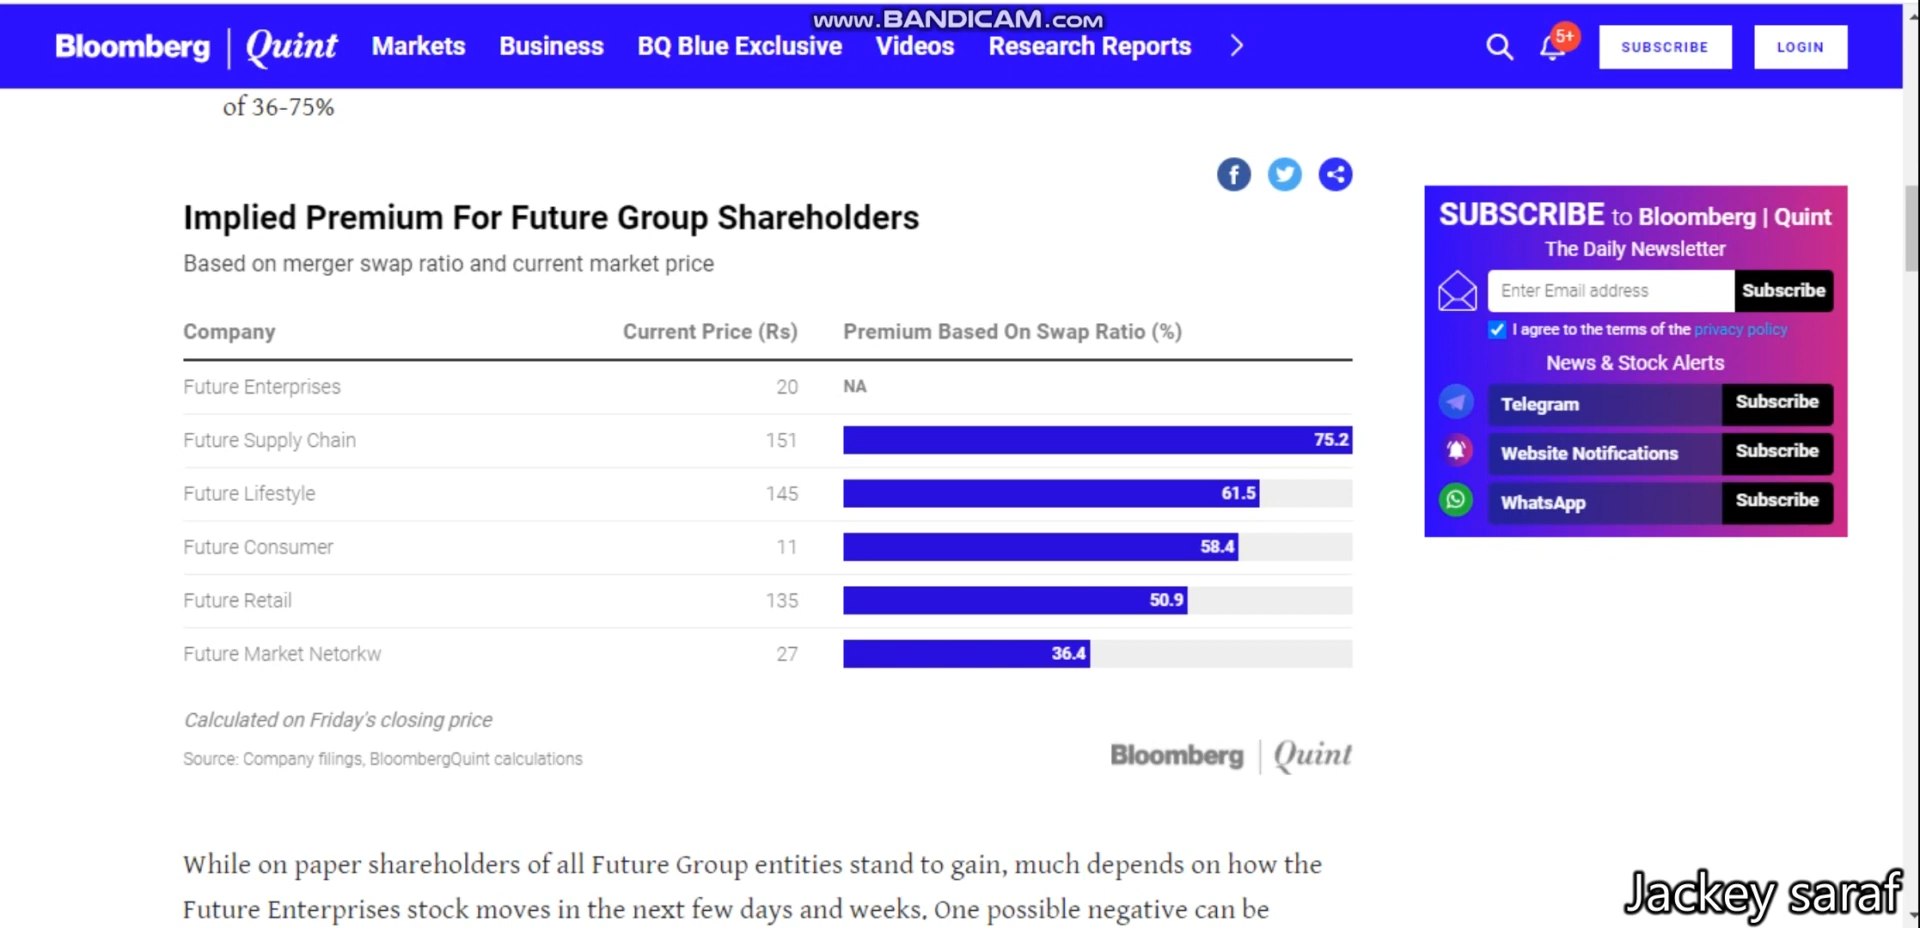 www.BANDICAM.com
Bloomberg | Quint Markets Business BQ Blue Exclusive Videos Research Reports 5+ SUBSCRIBE LOGIN
of 36-75%
Implied Premium For Future Group Shareholders
Based on merger swap ratio and current market price
Company Current Price (Rs) Premium Based On Swap Ratio (%)
Future Enterprises 20 NA
Future Supply Chain 151 75.2
Future Lifestyle 145 61.5
Future Consumer 11 58.4
Future Retail 135 50.9
Future Market Netorkw 27 36.4
Calculated on Friday's closing price
Source: Company filings, BloombergQuint calculations
Bloomberg | Quint
While on paper shareholders of all Future Group entities stand to gain, much depends on how the
Future Enterprises stock moves in the next few days and weeks. One possible negative can be
SUBSCRIBE to Bloomberg | Quint
The Daily Newsletter
Enter Email address Subscribe
I agree to the terms of the privacy policy
News & Stock Alerts
Telegram Subscribe
Website Notifications Subscribe
WhatsApp Subscribe
Jackey saraf